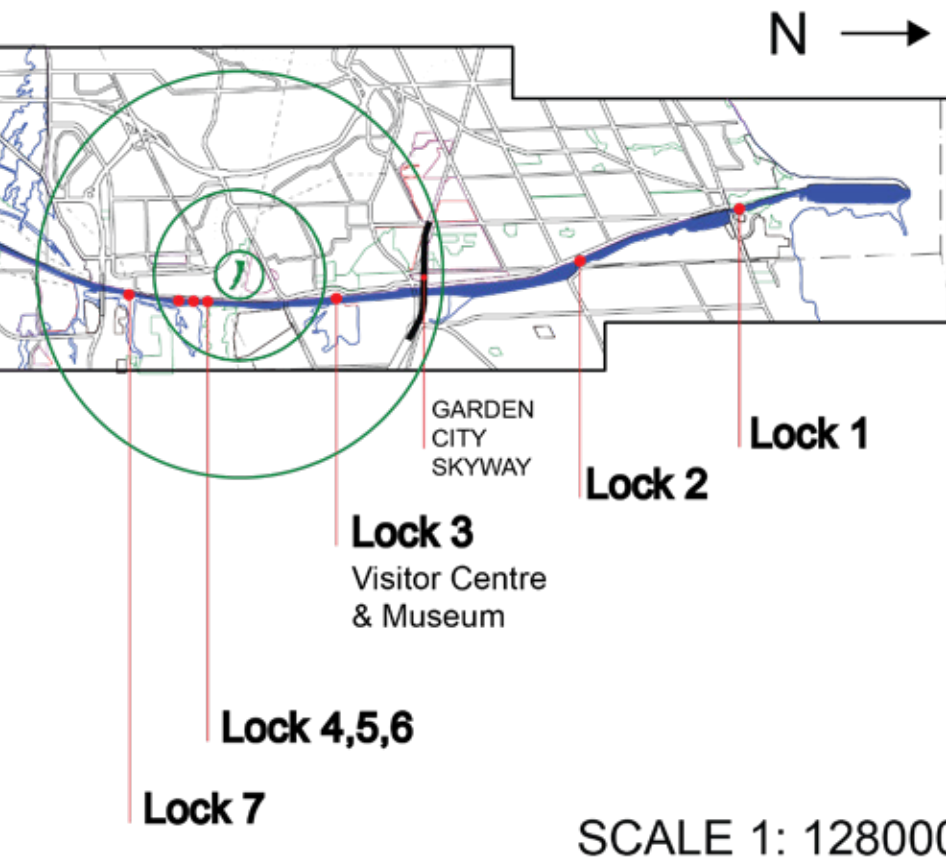 N
GARDEN
CITY
SKYWAY
Lock 1
Lock 2
Lock 3
Visitor Centre
& Museum
Lock 4,5,6
Lock 7
SCALE 1: 128000